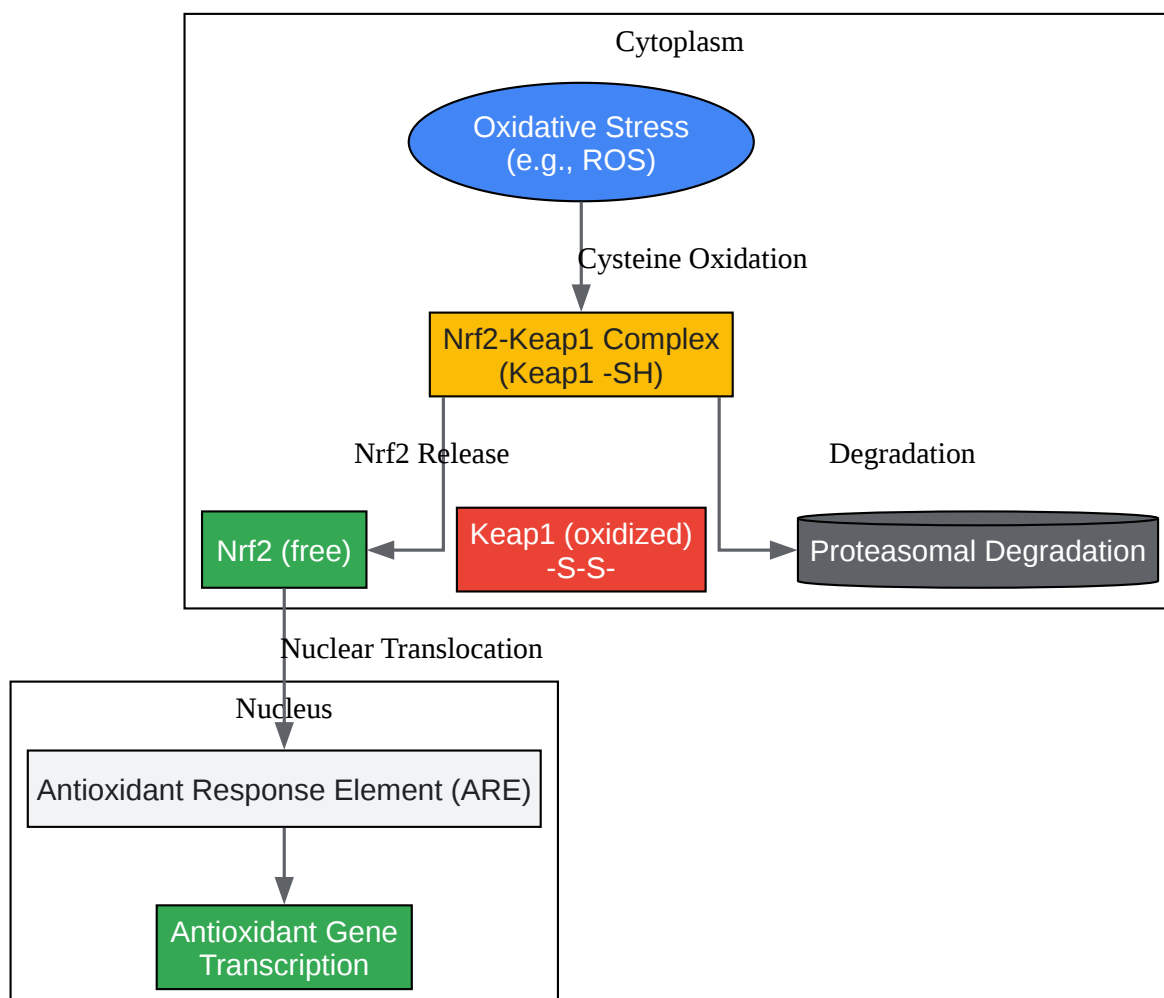 Cytoplasm
Oxidative Stress
(e.g., ROS)
Cysteine Oxidation
Nrf2-Keap1 Complex
(Keap1 -SH)
Nrf2 Release
Degradation
Nrf2 (free)
Keap1 (oxidized)
-S-S-
Proteasomal Degradation
Nuclear Translocation
Nucleus
Antioxidant Response Element (ARE)
Antioxidant Gene
Transcription